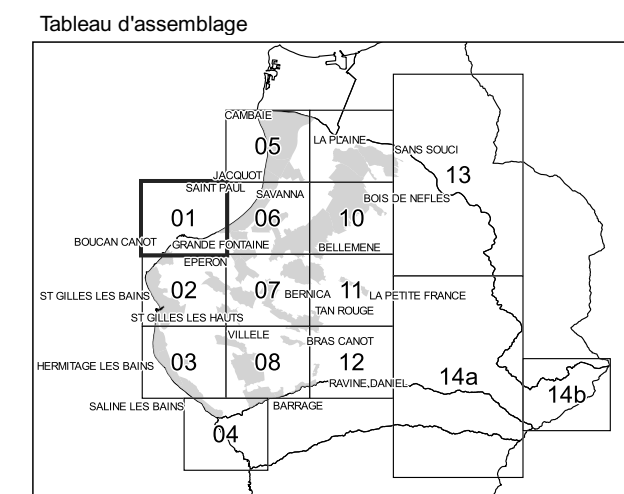 Tableau d'assemblage
CAMBAIE
05
LA PLAINE
SANS SOUCI
13
JACQUOT
SAINT PAUL
SAVANNA
BOIS DE NEFLES
01
06
10
BOUCAN CANOT
GRANDE FONTAINE
BELLEMENE
EPERON
ST GILLES LES BAINS
02
07
BERNICA
11
LA PETITE FRANCE
TAN ROUGE
ST GILLES LES HAUTS
VILLELE
BRAS CANOT
HERMITAGE LES BAINS
03
08
12
RAVINE,DANIEL
14a
14b
SALINE LES BAINS
BARRAGE
04